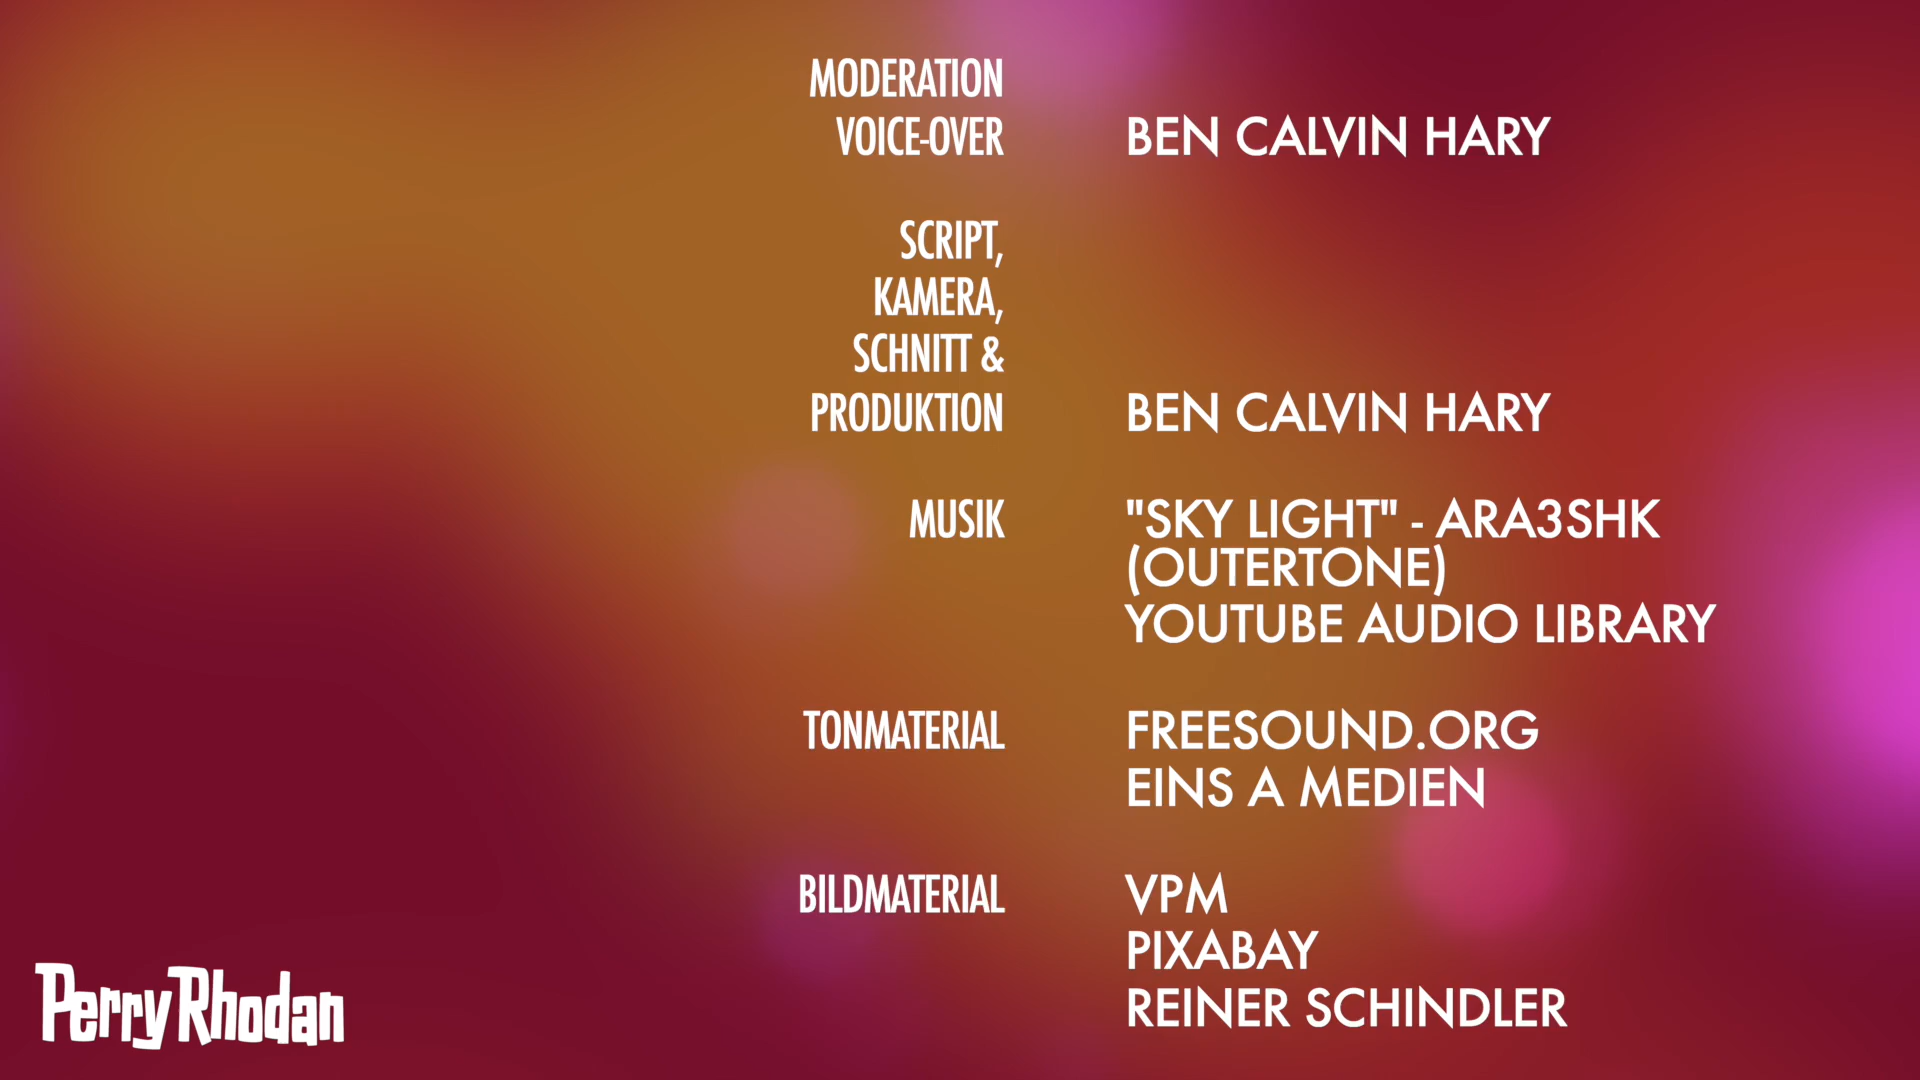 MODERATION
VOICE-OVER BEN CALVIN HARY
SCRIPT,
KAMERA,
SCHNITT &
PRODUKTION BEN CALVIN HARY
MUSIK "SKY LIGHT" - ARA3SHK
(OUTERTONE)
YOUTUBE AUDIO LIBRARY
TONMATERIAL FREESOUND.ORG
EINS A MEDIEN
BILDMATERIAL VPM
PIXABAY
REINER SCHINDLER
Perry Rhodan